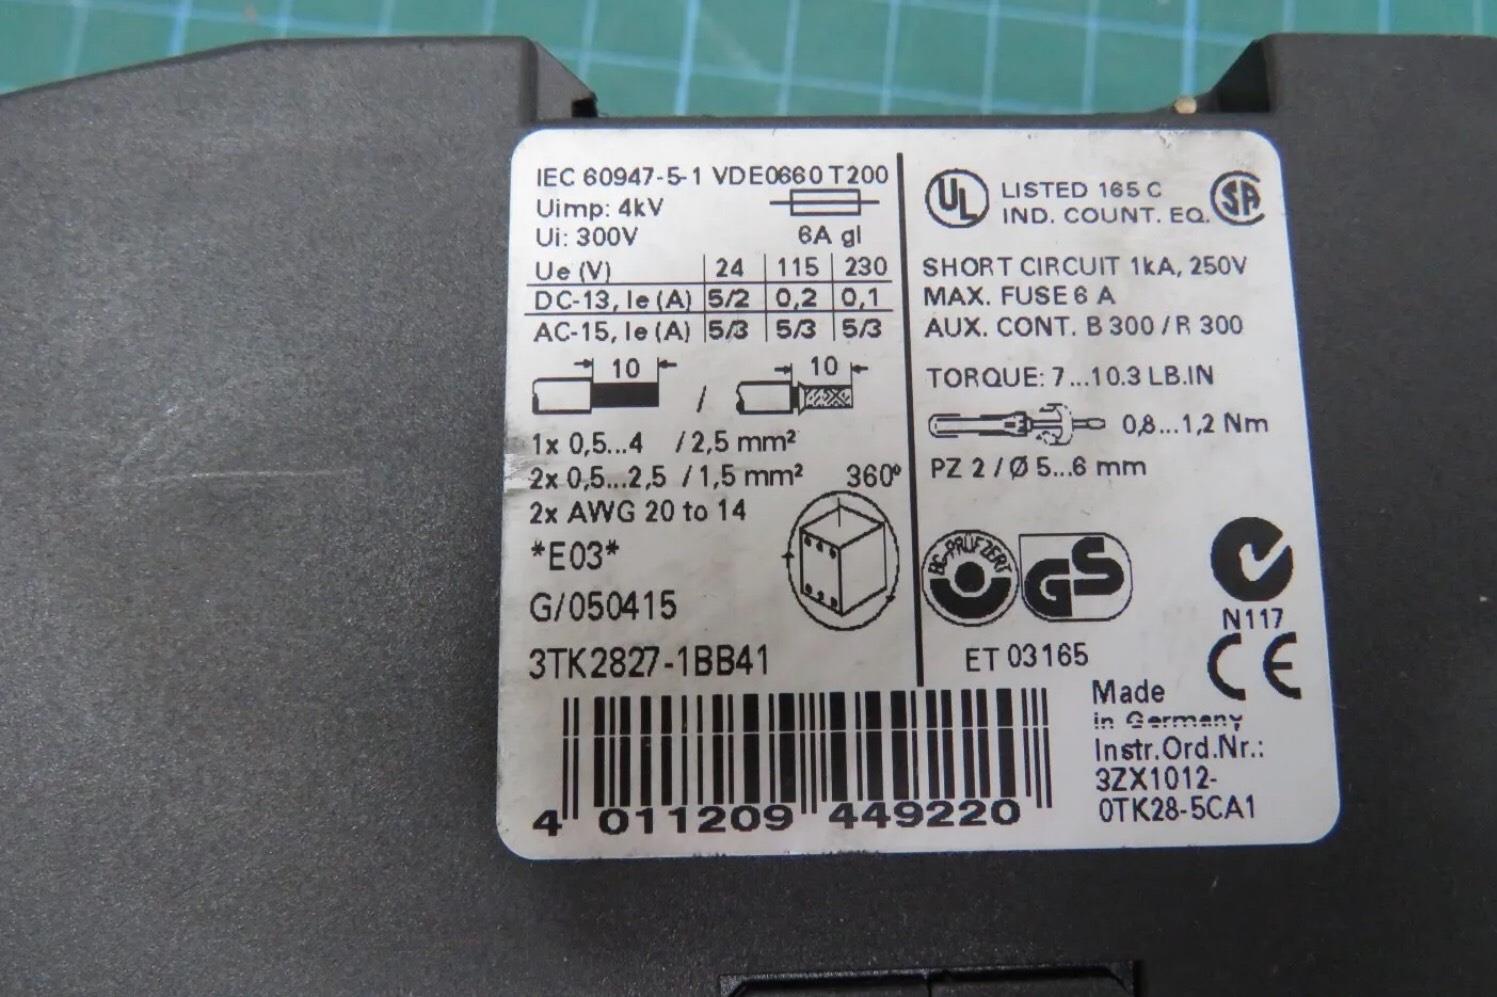 IEC 60947-5-1 VDE0660 T200
Uimp: 4kV
Ui: 300V
6A gl
Ue (V) 24 115 230
DC-13, Ie (A) 5/2 0,2 0,1
AC-15, Ie (A) 5/3 5/3 5/3
10 / 10
1x 0,5...4 / 2,5 mm²
2x 0,5...2,5 / 1,5 mm²
360°
2x AWG 20 to 14
*E03*
G/050415
3TK2827-1BB41
4 011209 449220
UL
LISTED 165 C
IND. COUNT. EQ.
SA
SHORT CIRCUIT 1kA, 250V
MAX. FUSE 6 A
AUX. CONT. B 300 / R 300
TORQUE: 7...10.3 LB.IN
0,8...1,2 Nm
PZ 2 / Ø 5...6 mm
BG-PRÜFZERT
GS
N117
ET 03165
CE
Made
in Germany
Instr.Ord.Nr.:
3ZX1012-
0TK28-5CA1